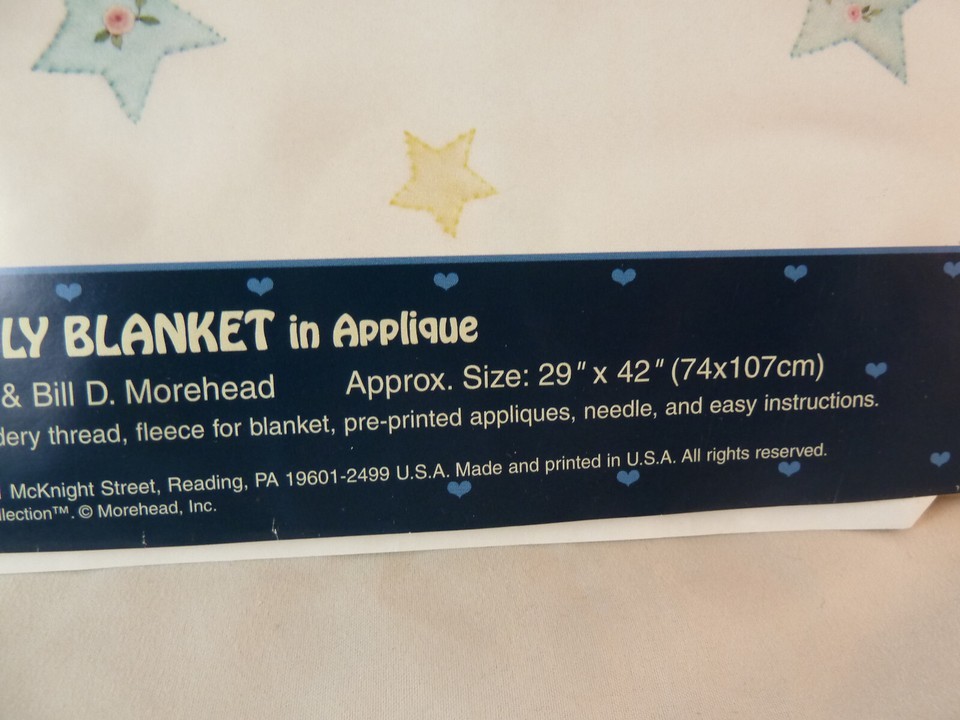 LY BLANKET in Applique
& Bill D. Morehead Approx. Size: 29" x 42" (74x107cm)
dery thread, fleece for blanket, pre-printed appliques, needle, and easy instructions.
McKnight Street, Reading, PA 19601-2499 U.S.A. Made and printed in U.S.A. All rights reserved.
llection™. © Morehead, Inc.